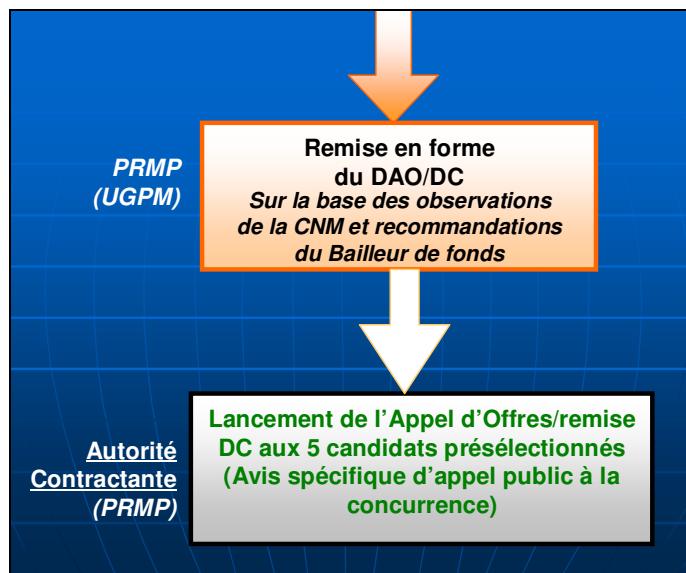 PRMP
(UGPM)
Remise en forme
du DAO/DC
Sur la base des observations
de la CNM et recommandations
du Bailleur de fonds
Autorité
Contractante
(PRMP)
Lancement de l’Appel d’Offres/remise
DC aux 5 candidats présélectionnés
(Avis spécifique d’appel public à la
concurrence)